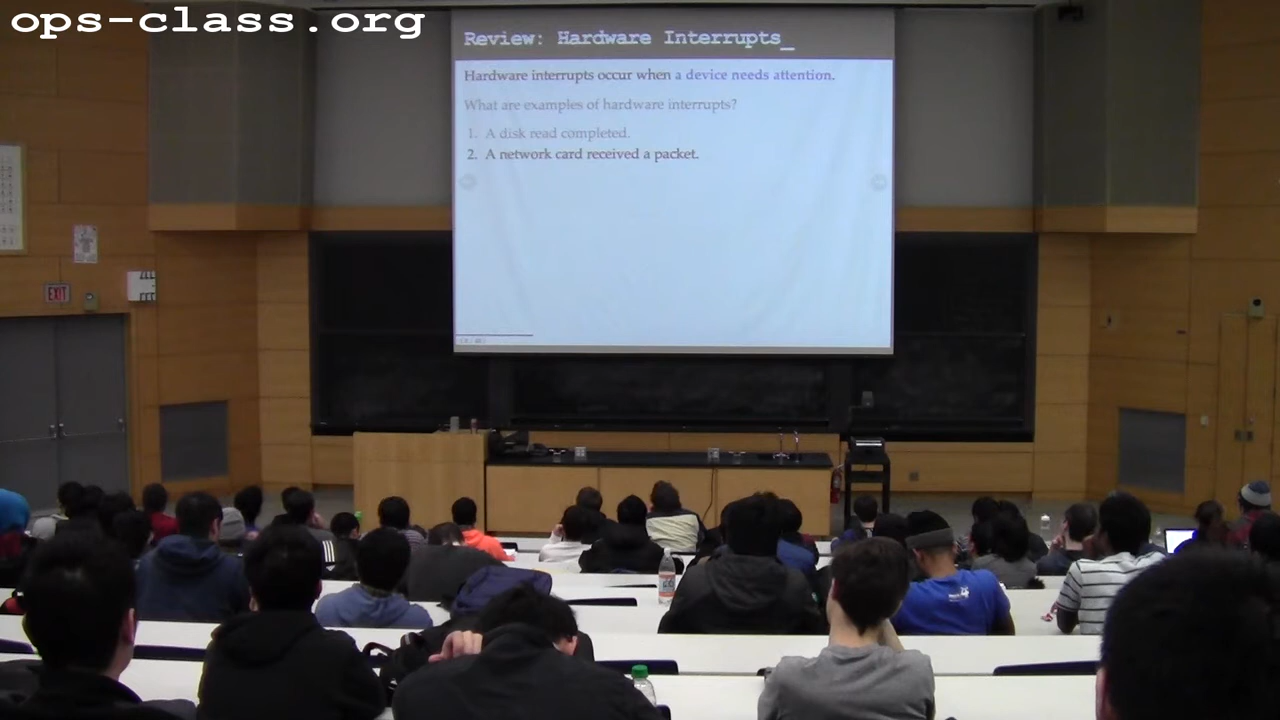 ops-class.org
Review: Hardware Interrupts_
Hardware interrupts occur when a device needs attention.
What are examples of hardware interrupts?
1. A disk read completed.
2. A network card received a packet.
EXIT